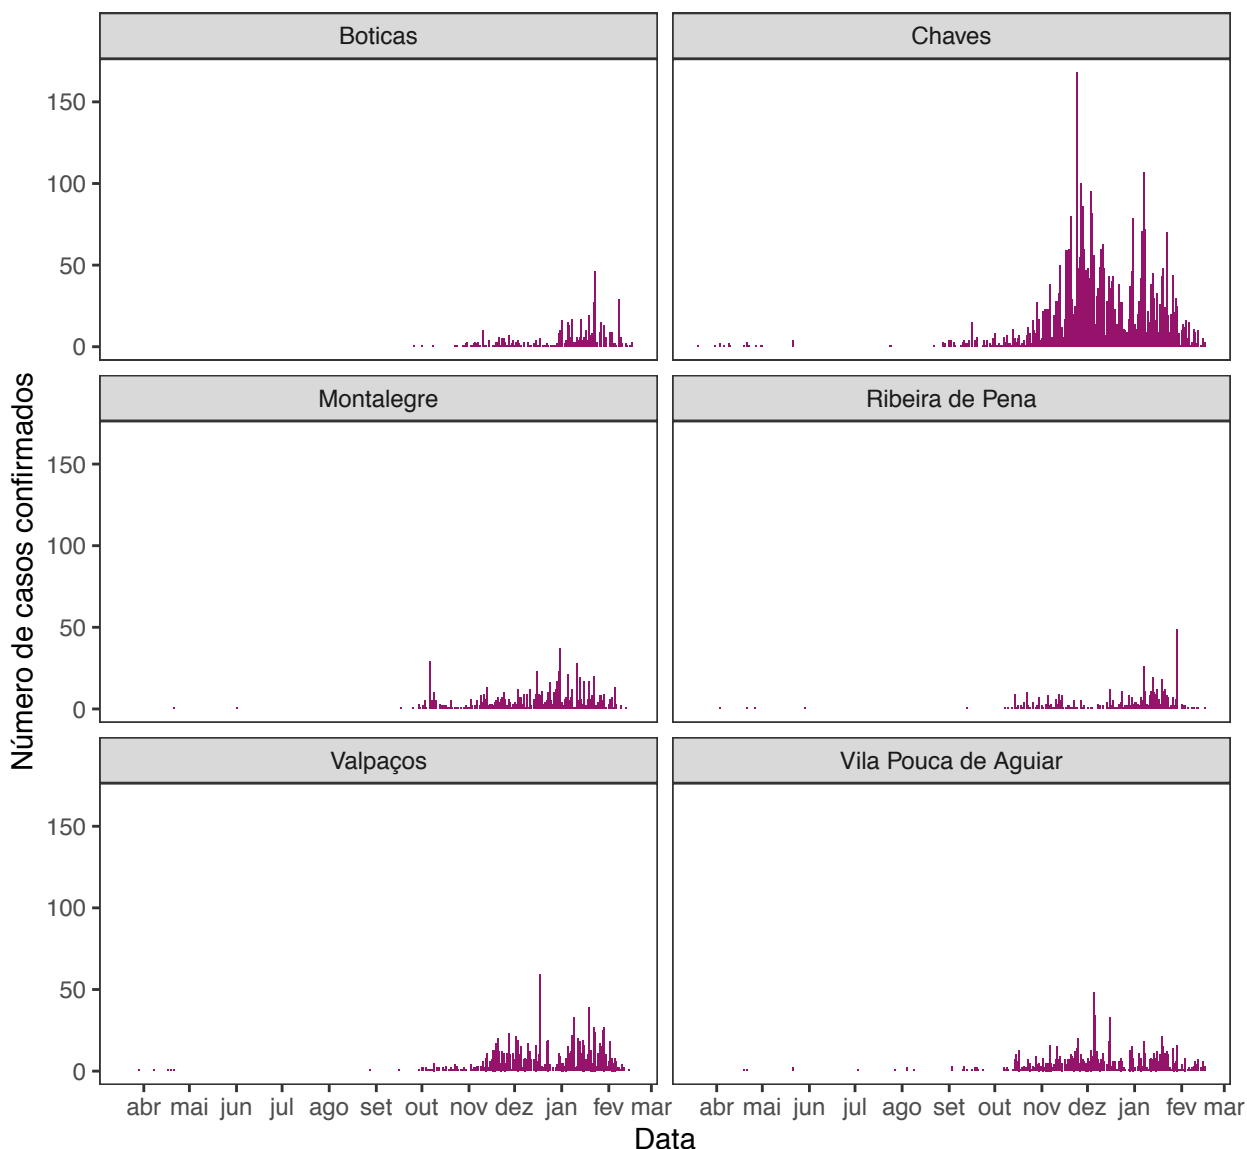 Boticas
Chaves
150
100
50
0
Montalegre
Ribeira de Pena
150
100
50
0
Valpaços
Vila Pouca de Aguiar
150
100
50
0
abr mai jun jul ago set out nov dez jan fev mar
abr mai jun jul ago set out nov dez jan fev mar
Data
Número de casos confirmados